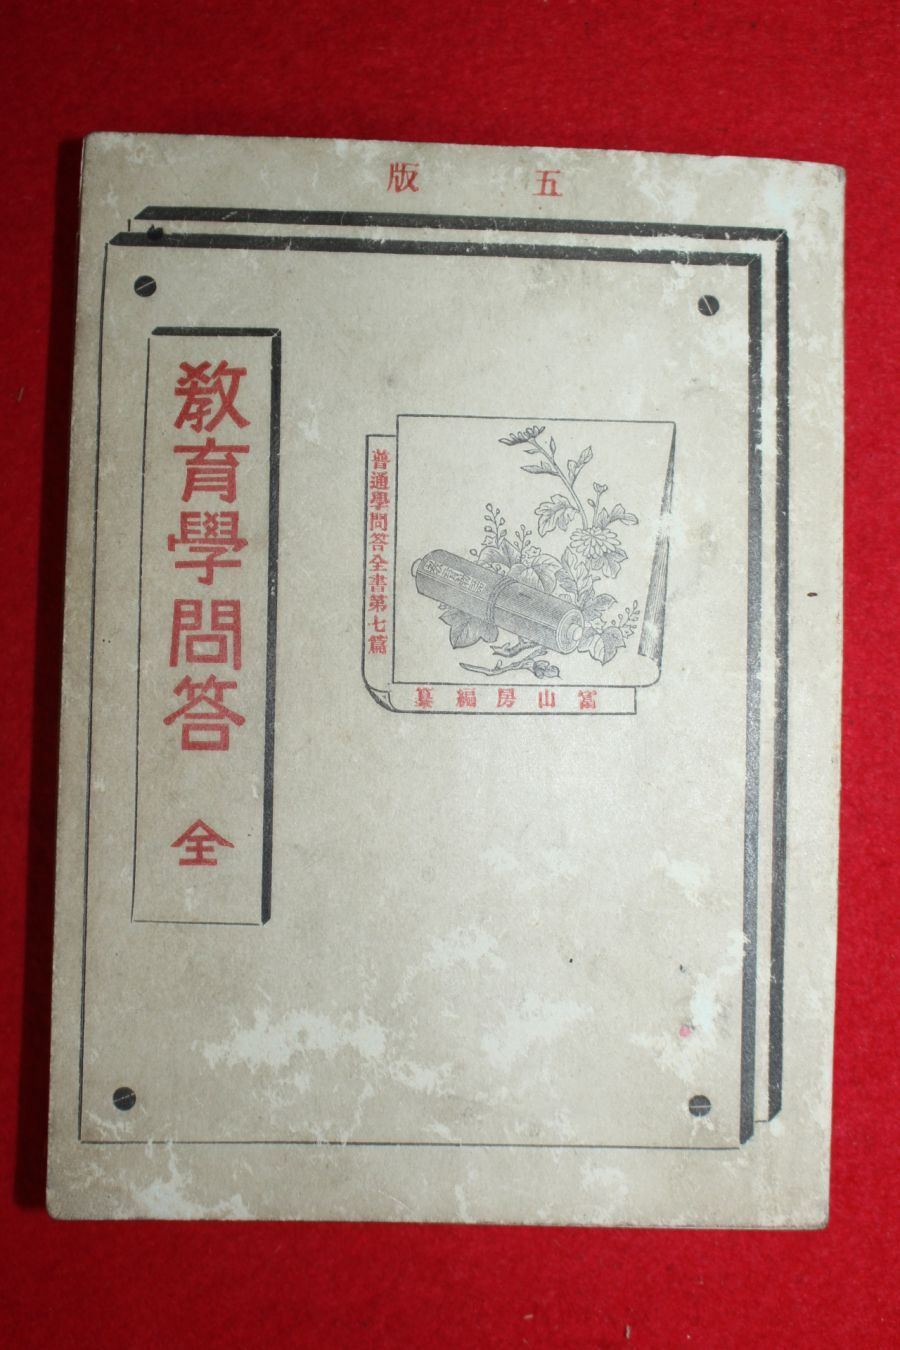 五版
教育學問答 全
普通學問答全書第七篇
冨山房編纂